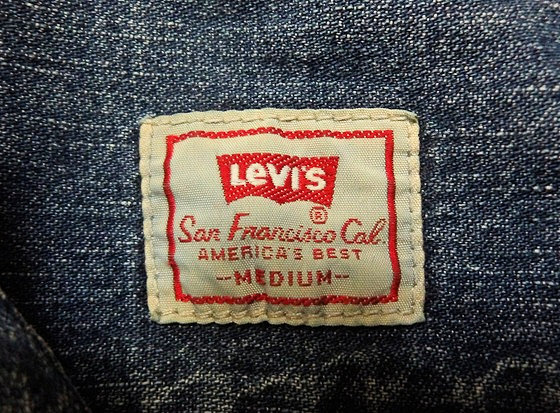 LEVI'S
®
San Francisco Cal.
AMERICA'S BEST
--MEDIUM--